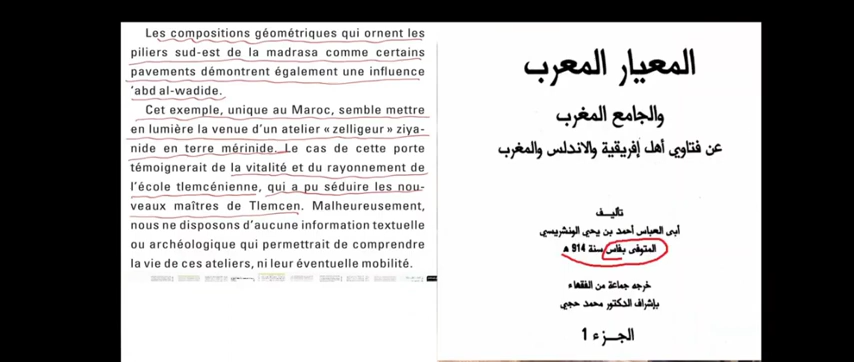 Les compositions géométriques qui ornent les
piliers sud-est de la madrasa comme certains
pavements démontrent également une influence
'abd al-wadide.
Cet exemple, unique au Maroc, semble mettre
en lumière la venue d'un atelier « zelligeur » ziya-
nide en terre mérinide. Le cas de cette porte
témoignerait de la vitalité et du rayonnement de
l'école tlemcénienne, qui a pu séduire les nou-
veaux maîtres de Tlemcen. Malheureusement,
nous ne disposons d'aucune information textuelle
ou archéologique qui permettrait de comprendre
la vie de ces ateliers, ni leur éventuelle mobilité.
المعيار المعرب
والجامع المغرب
عن فتاوي أهل إفريقية والاندلس والمغرب
تأليف
أبى العباس أحمد بن يحيى الونشريسي
المتوفى بفاس سنة 914 ه
خرجه جماعة من الفقهاء
بإشراف الدكتور محمد حجي
الجزء 1